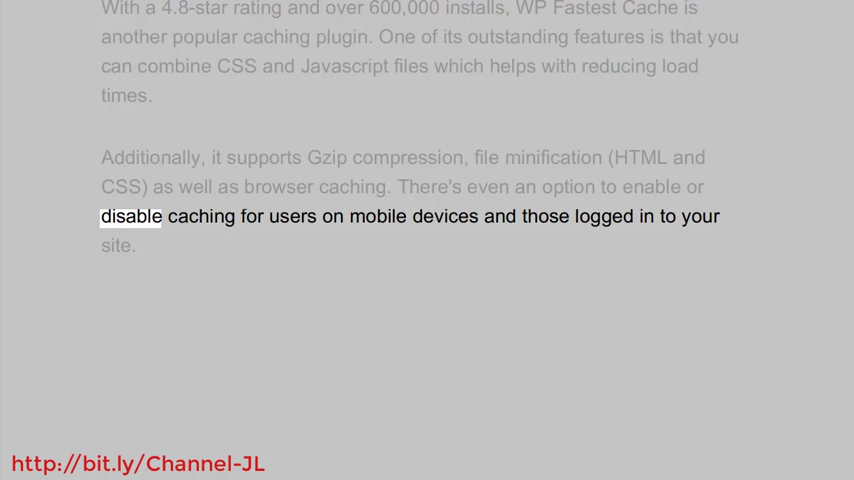 With a 4.8-star rating and over 600,000 installs, WP Fastest Cache is
another popular caching plugin. One of its outstanding features is that you
can combine CSS and Javascript files which helps with reducing load
times.
Additionally, it supports Gzip compression, file minification (HTML and
CSS) as well as browser caching. There's even an option to enable or
disable caching for users on mobile devices and those logged in to your
site.
http://bit.ly/Channel-JL